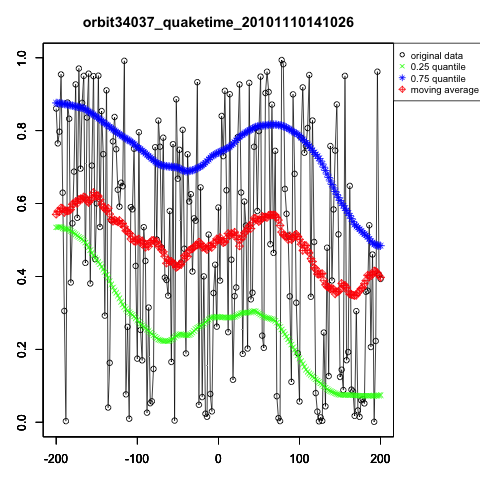 orbit34037_quaketime_20101110141026
original data
0.25 quantile
0.75 quantile
moving average
1.0
0.8
0.6
0.4
0.2
0.0
-200 -100 0 100 200